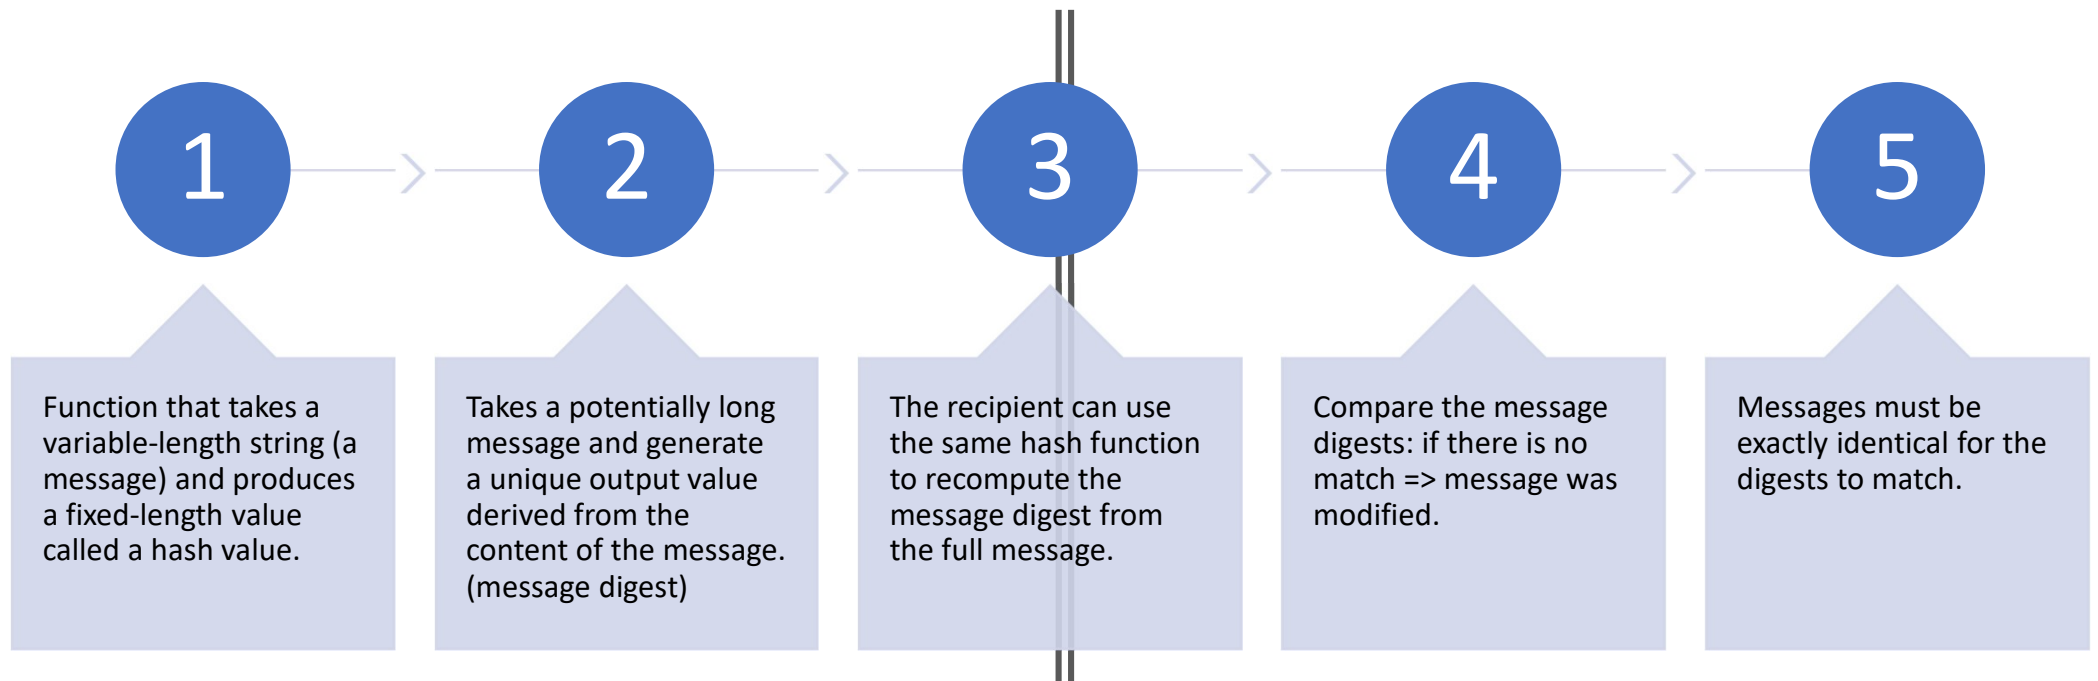 1
Function that takes a
variable-length string (a
message) and produces
a fixed-length value
called a hash value.
2
Takes a potentially long
message and generate
a unique output value
derived from the
content of the message.
(message digest)
3
The recipient can use
the same hash function
to recompute the
message digest from
the full message.
4
Compare the message
digests: if there is no
match => message was
modified.
5
Messages must be
exactly identical for the
digests to match.